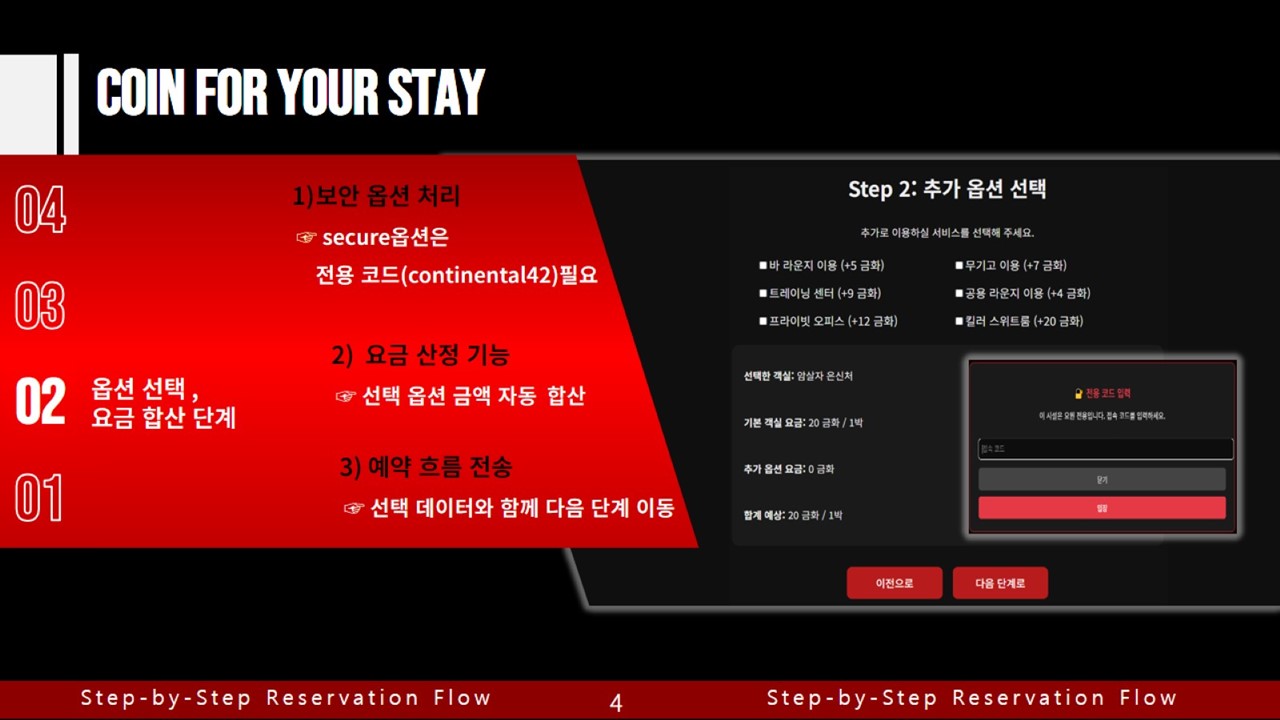 COIN FOR YOUR STAY
04
03
02
옵션 선택 ,
요금 합산 단계
01
1)보안 옵션 처리
☞ secure옵션은
전용 코드(continental42)필요
2) 요금 산정 기능
☞ 선택 옵션 금액 자동 합산
3) 예약 흐름 전송
☞ 선택 데이터와 함께 다음 단계 이동
Step 2: 추가 옵션 선택
추가로 이용하실 서비스를 선택해 주세요.
바 라운지 이용 (+5 금화)
무기고 이용 (+7 금화)
트레이닝 센터 (+9 금화)
공용 라운지 이용 (+4 금화)
프라이빗 오피스 (+12 금화)
킬러 스위트룸 (+20 금화)
선택한 객실: 암살자 은신처
기본 객실 요금: 20 금화 / 1박
추가 옵션 요금: 0 금화
합계 예상: 20 금화 / 1박
🔐 전용 코드 입력
이 시설은 요원 전용입니다. 접속 코드를 입력하세요.
접속 코드
닫기
입장
이전으로
다음 단계로
Step-by-Step Reservation Flow
4
Step-by-Step Reservation Flow